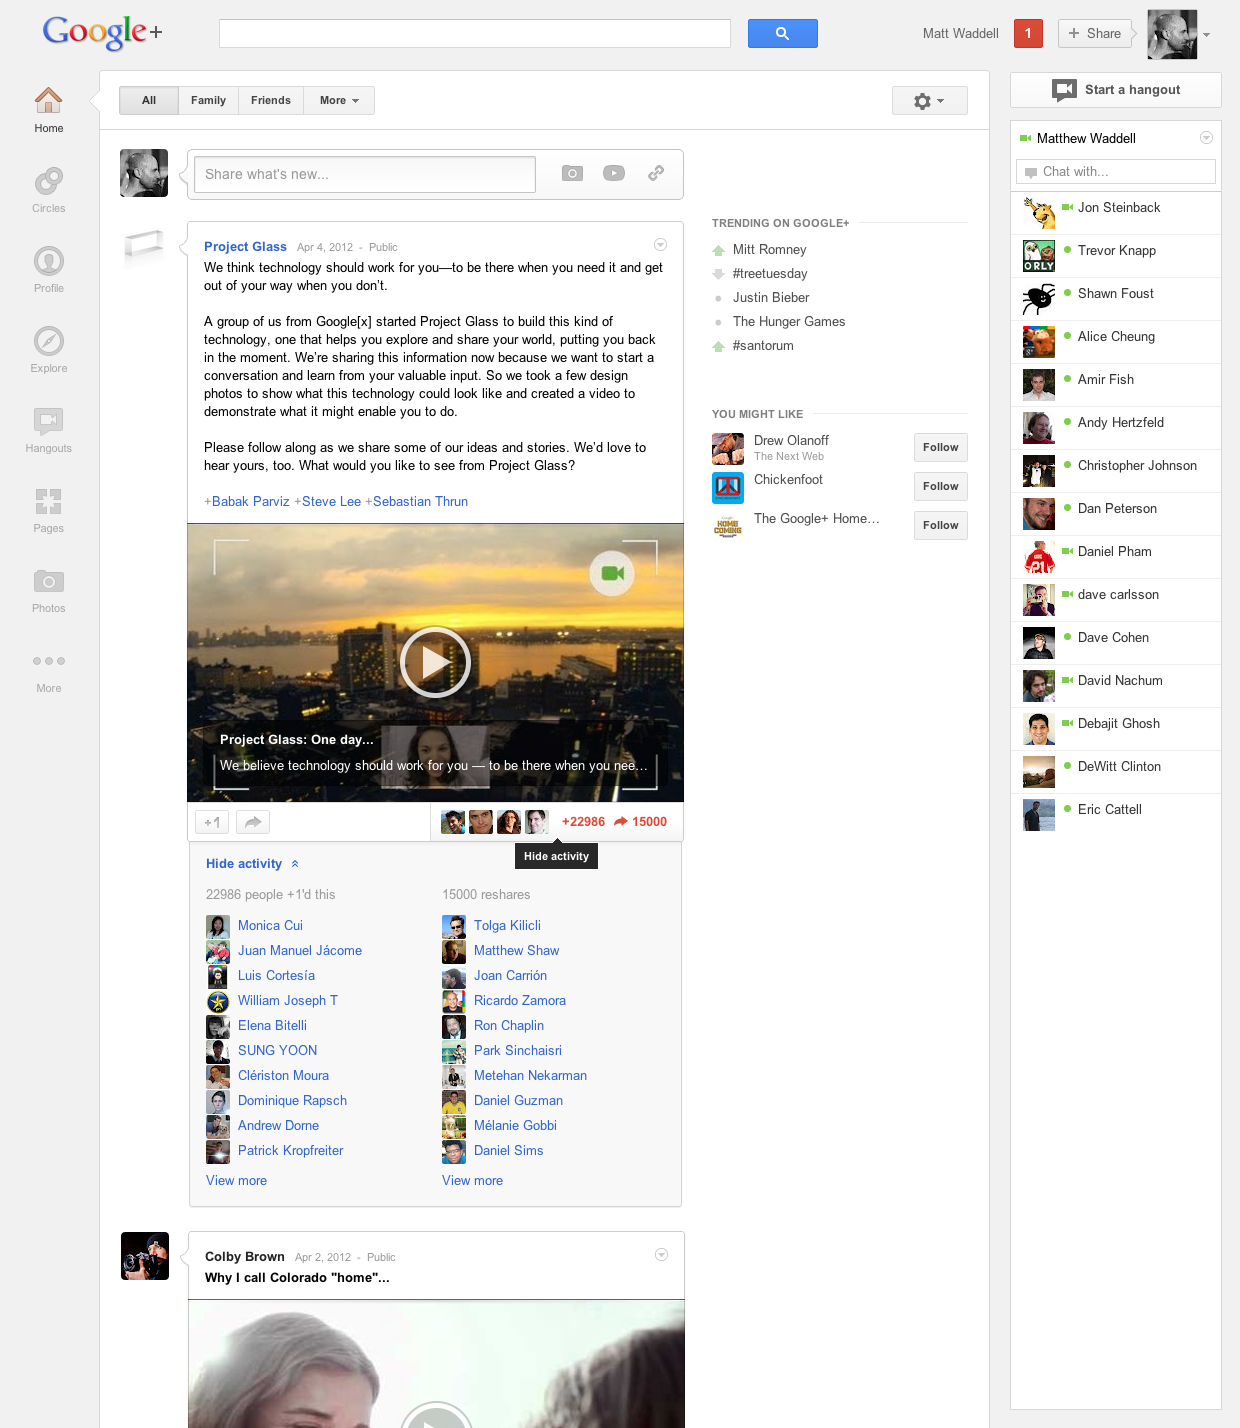 Google+
Matt Waddell
1
+ Share
Home
Circles
Profile
Explore
Hangouts
Pages
Photos
More
All
Family
Friends
More
Share what's new...
Project Glass Apr 4, 2012 - Public
We think technology should work for you—to be there when you need it and get
out of your way when you don't.
A group of us from Google[x] started Project Glass to build this kind of
technology, one that helps you explore and share your world, putting you back
in the moment. We're sharing this information now because we want to start a
conversation and learn from your valuable input. So we took a few design
photos to show what this technology could look like and created a video to
demonstrate what it might enable you to do.
Please follow along as we share some of our ideas and stories. We'd love to
hear yours, too. What would you like to see from Project Glass?
+Babak Parviz +Steve Lee +Sebastian Thrun
Project Glass: One day...
We believe technology should work for you — to be there when you nee...
+1
+22986
15000
Hide activity
Hide activity
22986 people +1'd this
Monica Cui
Juan Manuel Jácome
Luis Cortesía
William Joseph T
Elena Bitelli
SUNG YOON
Clériston Moura
Dominique Rapsch
Andrew Dorne
Patrick Kropfreiter
View more
15000 reshares
Tolga Kilicli
Matthew Shaw
Joan Carrión
Ricardo Zamora
Ron Chaplin
Park Sinchaisri
Metehan Nekarman
Daniel Guzman
Mélanie Gobbi
Daniel Sims
View more
Colby Brown Apr 2, 2012 - Public
Why I call Colorado "home"...
TRENDING ON GOOGLE+
Mitt Romney
#treetuesday
Justin Bieber
The Hunger Games
#santorum
YOU MIGHT LIKE
Drew Olanoff
The Next Web
Follow
Chickenfoot
Follow
HOME
COMING
The Google+ Home...
Follow
Start a hangout
Matthew Waddell
Chat with...
Jon Steinback
ORLY
Trevor Knapp
Shawn Foust
Alice Cheung
Amir Fish
Andy Hertzfeld
Christopher Johnson
Dan Peterson
21
Daniel Pham
dave carlsson
Dave Cohen
David Nachum
Debajit Ghosh
DeWitt Clinton
Eric Cattell